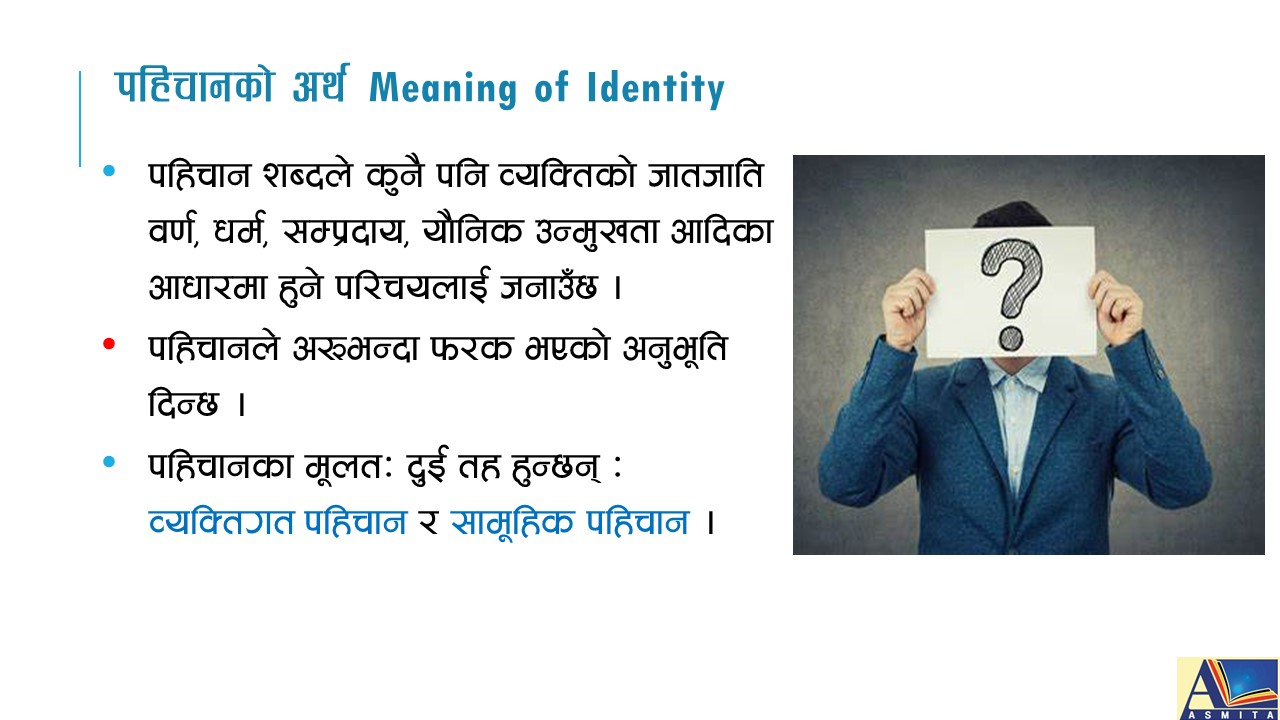 पहिचानको अर्थ Meaning of Identity
• पहिचान शब्दले कुनै पनि व्यक्तिको जातजाति
वर्ण, धर्म, सम्प्रदाय, यौनिक उन्मुखता आदिका
आधारमा हुने परिचयलाई जनाउँछ ।
• पहिचानले अरुभन्दा फरक भएको अनुभूति
दिन्छ ।
• पहिचानका मूलतः दुई तह हुन्छन् :
व्यक्तिगत पहिचान र सामूहिक पहिचान ।
?
ASMITA